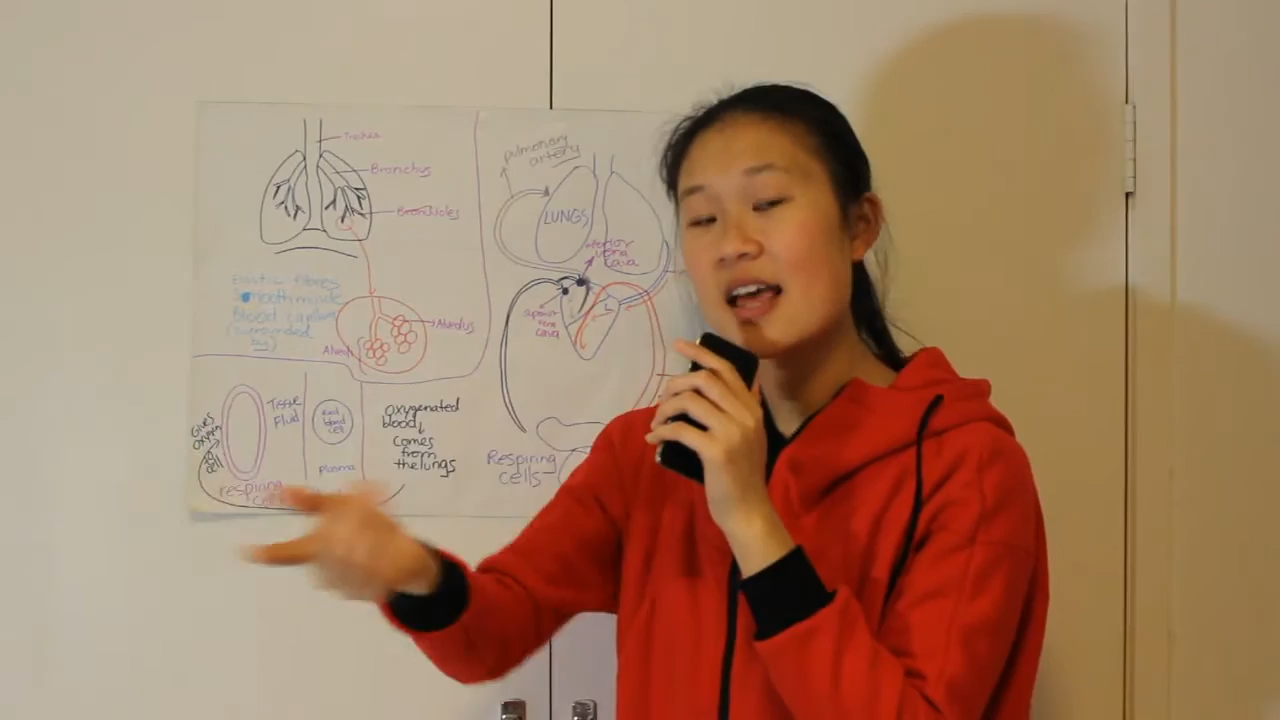 Trachea
Bronchus
Bronchioles
Elastic fibres
Smooth muscle
Blood capillary
(surrounded
by)
Alveolus
Alveoli
pulmonary
artery
LUNGS
vena
cava
superior
vena
cava
L
Gives
oxygen
to
cell
Tissue
Fluid
Red
blood
cell
plasma
respiring
cells
oxygenated
blood
comes
from
the lungs
Respiring
cells